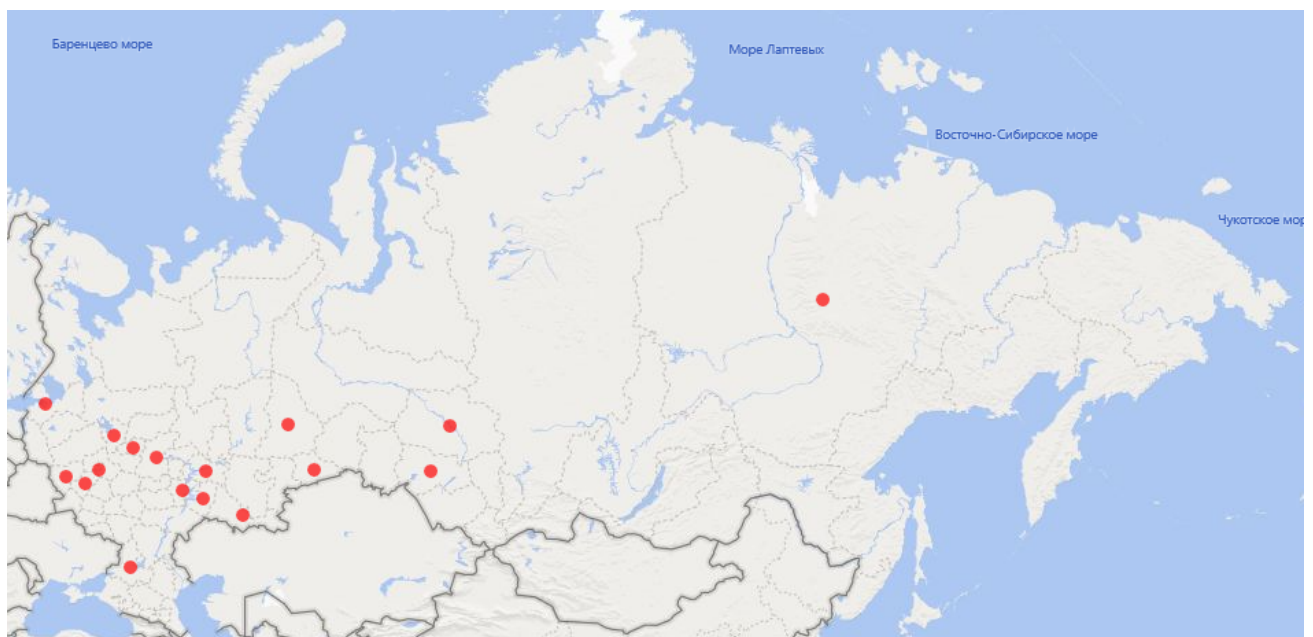 Баренцево море
Море Лаптевых
Восточно-Сибирское море
Чукотское мор